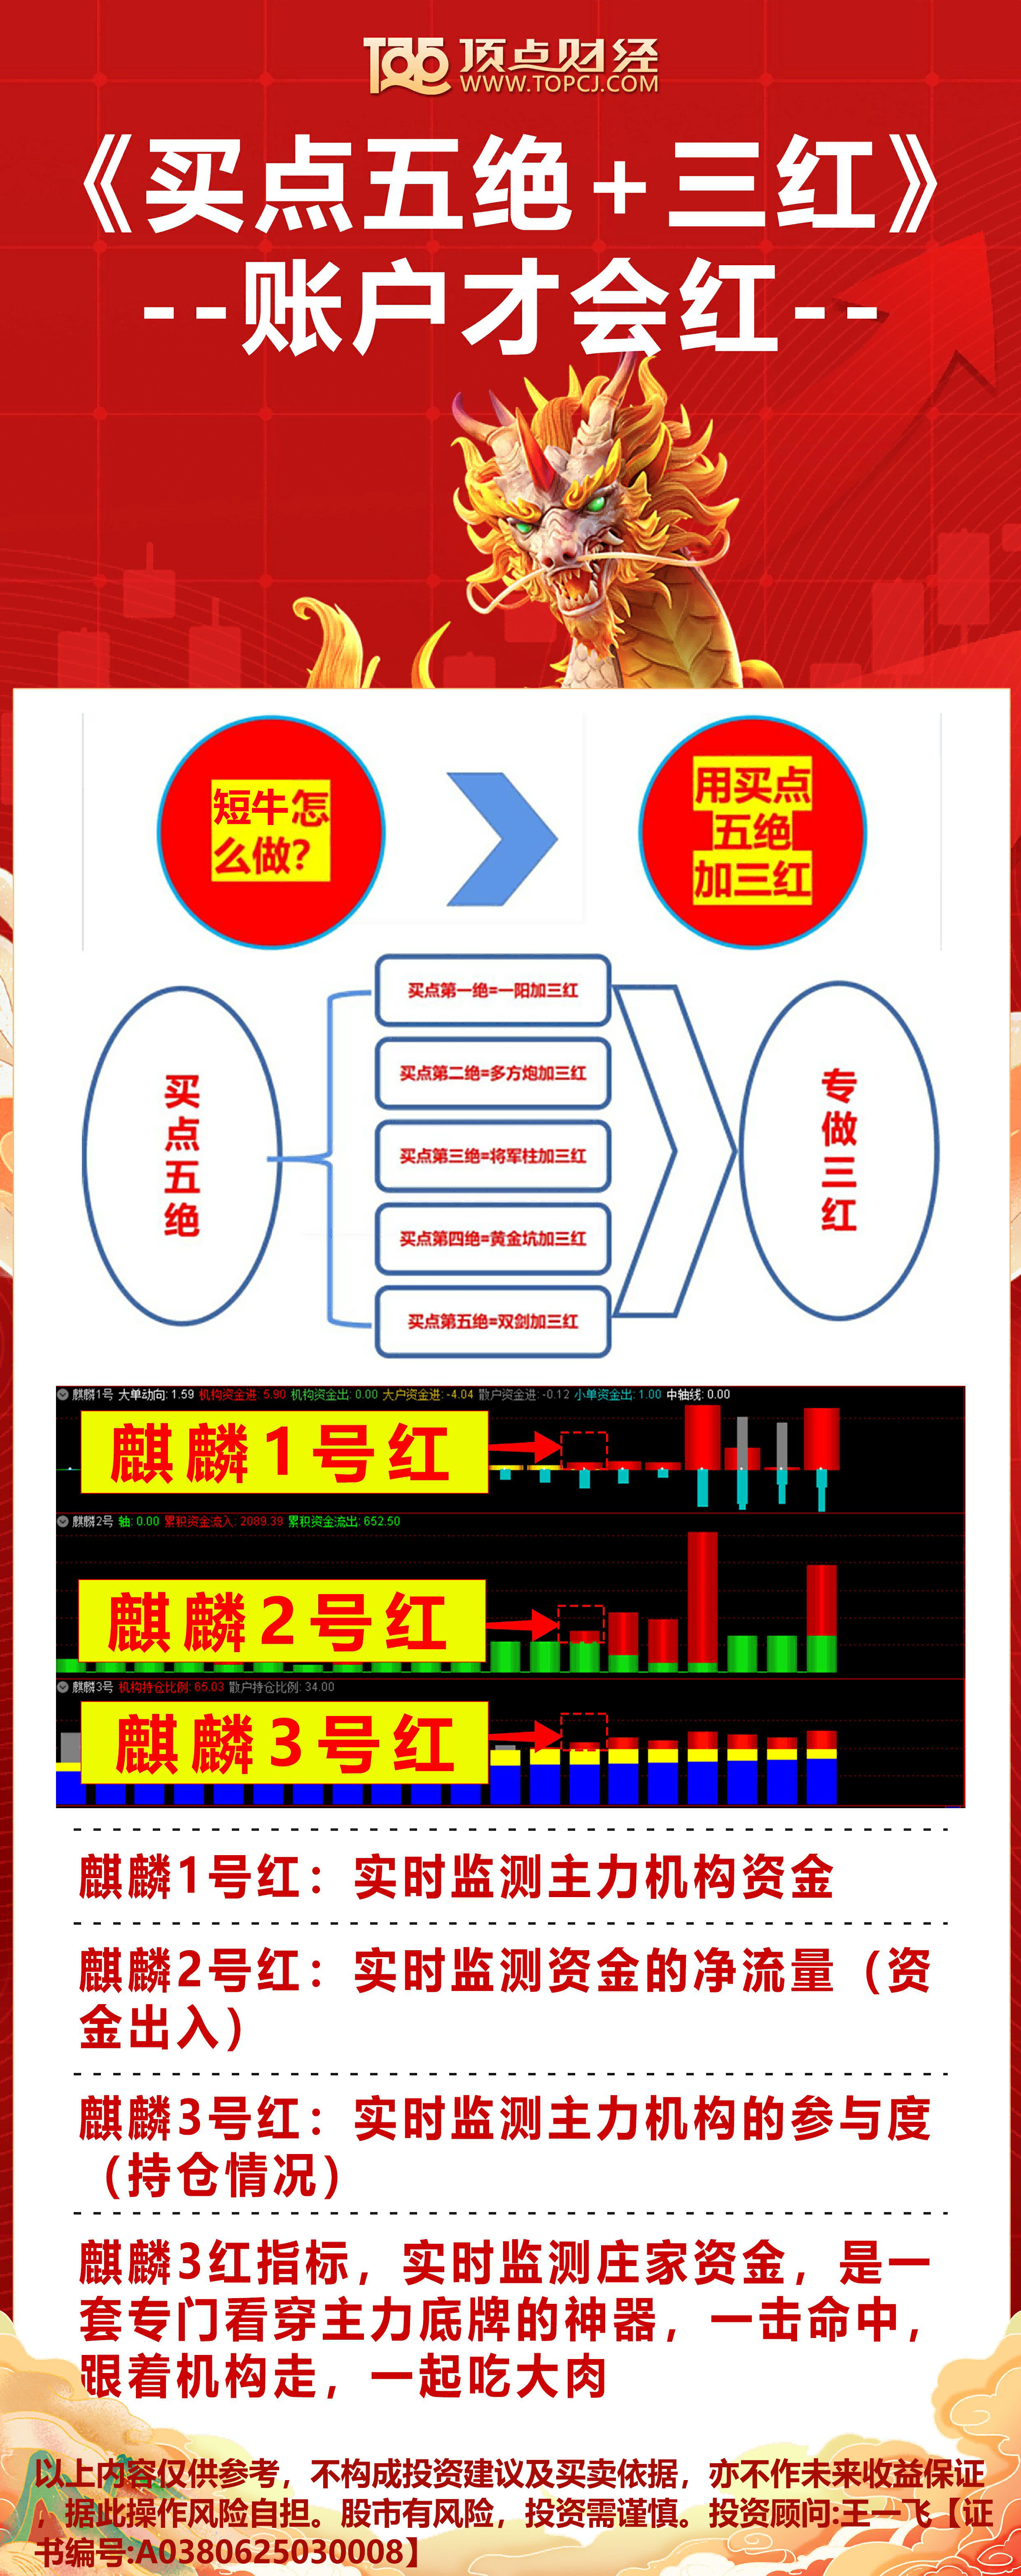 顶点财经
WWW.TOPCJ.COM
《买点五绝+三红》
--账户才会红--
短牛怎
么做?
用买点
五绝
加三红
买点五绝
买点第一绝=一阳加三红
买点第二绝=多方炮加三红
买点第三绝=将军柱加三红
买点第四绝=黄金坑加三红
买点第五绝=双剑加三红
专做三红
麒麟1号 大单动向: 1.59 机构资金进: 5.90 机构资金出: 0.00 大户资金进: -4.04 散户资金进: -0.12 小单资金出: 1.00 中轴线: 0.00
麒麟1号红
麒麟2号 轴: 0.00 累积资金流入: 2089.39 累积资金流出: 652.50
麒麟2号红
麒麟3号 机构持仓比例: 65.03 散户持仓比例: 34.00
麒麟3号红
麒麟1号红：实时监测主力机构资金
麒麟2号红：实时监测资金的净流量（资
金出入）
麒麟3号红：实时监测主力机构的参与度
（持仓情况）
麒麟3红指标，实时监测庄家资金，是一
套专门看穿主力底牌的神器，一击命中，
跟着机构走，一起吃大肉
以上内容仅供参考，不构成投资建议及买卖依据，亦不作未来收益保证
，据此操作风险自担。股市有风险，投资需谨慎。投资顾问:王一飞【证
书编号:A0380625030008】